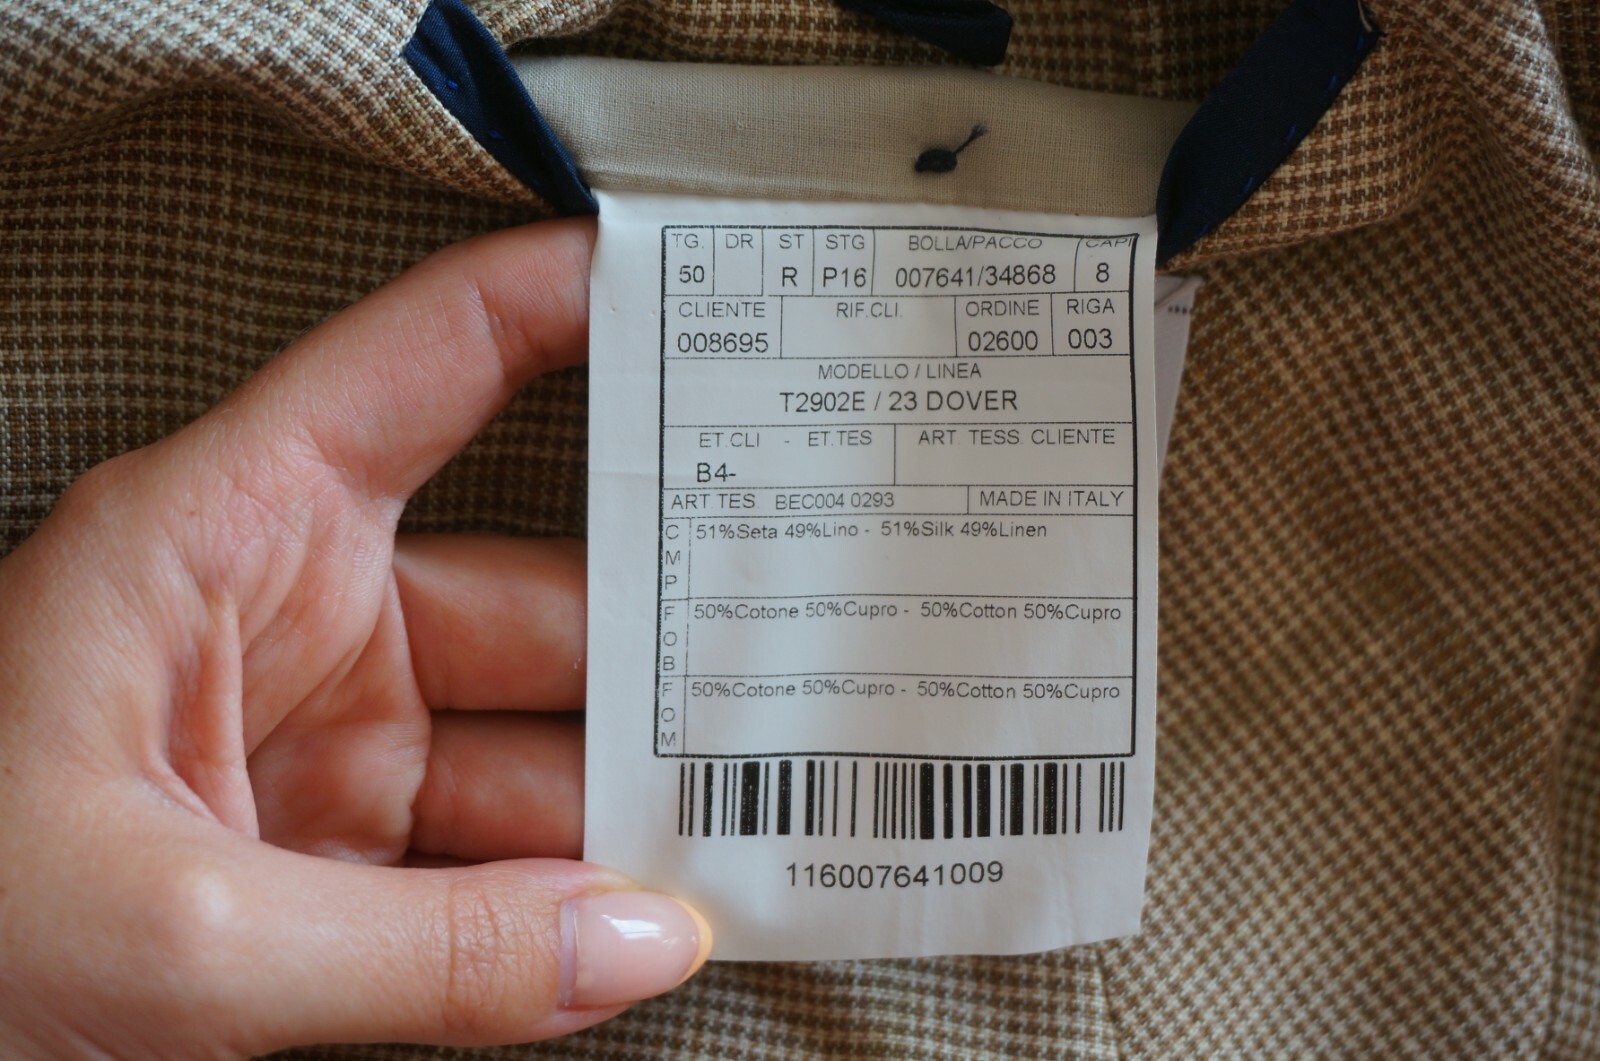 TG. DR ST STG BOLLA/PACCO CAPI
50 R P16 007641/34868 8
CLIENTE RIF.CLI. ORDINE RIGA
008695 02600 003
MODELLO / LINEA
T2902E / 23 DOVER
ET.CLI - ET.TES ART. TESS. CLIENTE
B4-
ART.TES. BEC004 0293 MADE IN ITALY
CMP 51%Seta 49%Lino - 51%Silk 49%Linen
FOB 50%Cotone 50%Cupro - 50%Cotton 50%Cupro
FOM 50%Cotone 50%Cupro - 50%Cotton 50%Cupro
116007641009